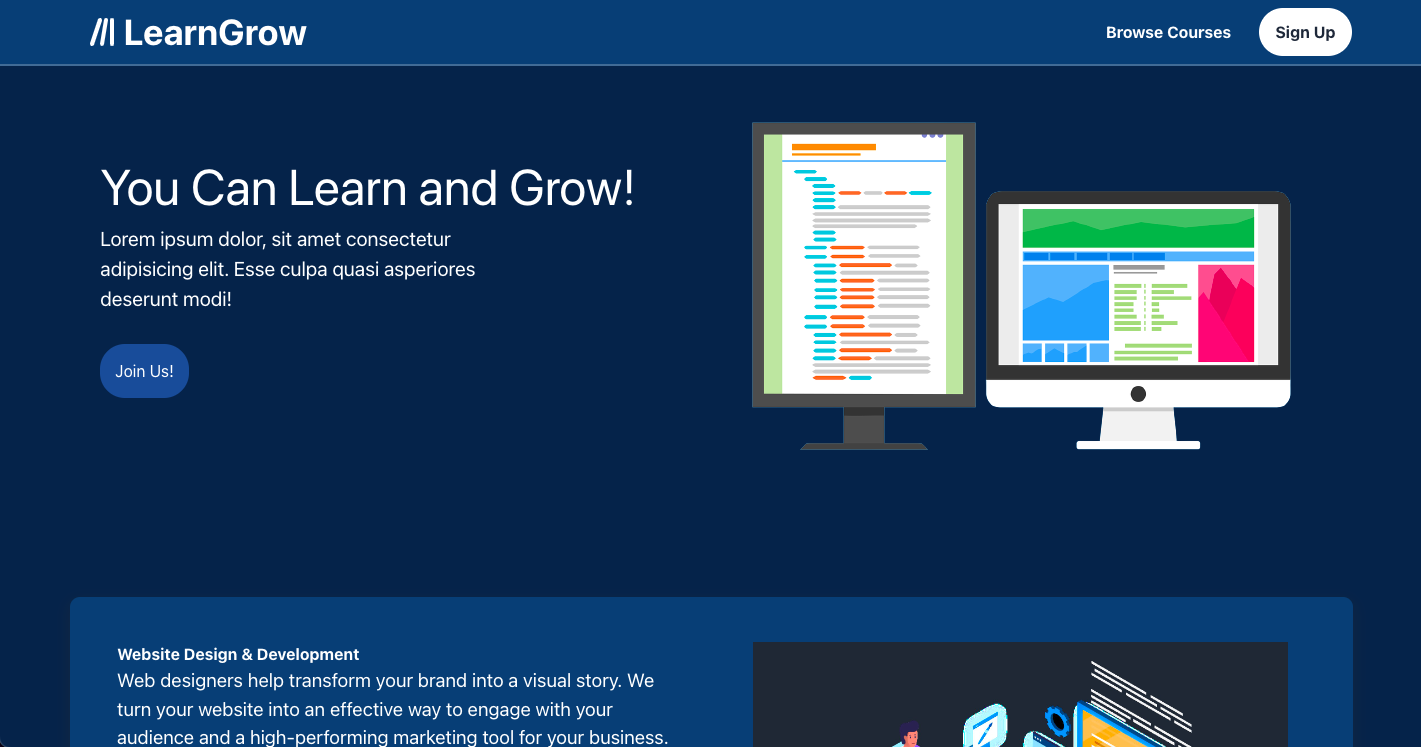 LearnGrow
Browse Courses
Sign Up
You Can Learn and Grow!
Lorem ipsum dolor, sit amet consectetur
adipisicing elit. Esse culpa quasi asperiores
deserunt modi!
Join Us!
Website Design & Development
Web designers help transform your brand into a visual story. We
turn your website into an effective way to engage with your
audience and a high-performing marketing tool for your business.